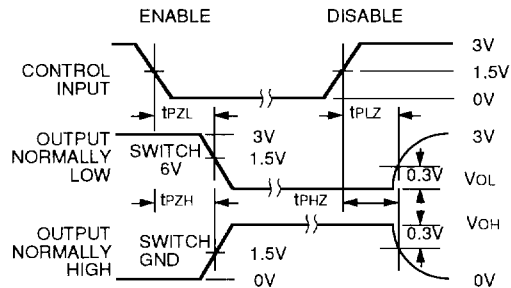 ENABLE DISABLE
CONTROL INPUT
3V
1.5V
0V
tPZL tPLZ
OUTPUT NORMALLY LOW
SWITCH 6V
3V
1.5V
3V
0.3V VOL
tPZH tPHZ
OUTPUT NORMALLY HIGH
SWITCH GND
1.5V
0V
VOH
0.3V
0V